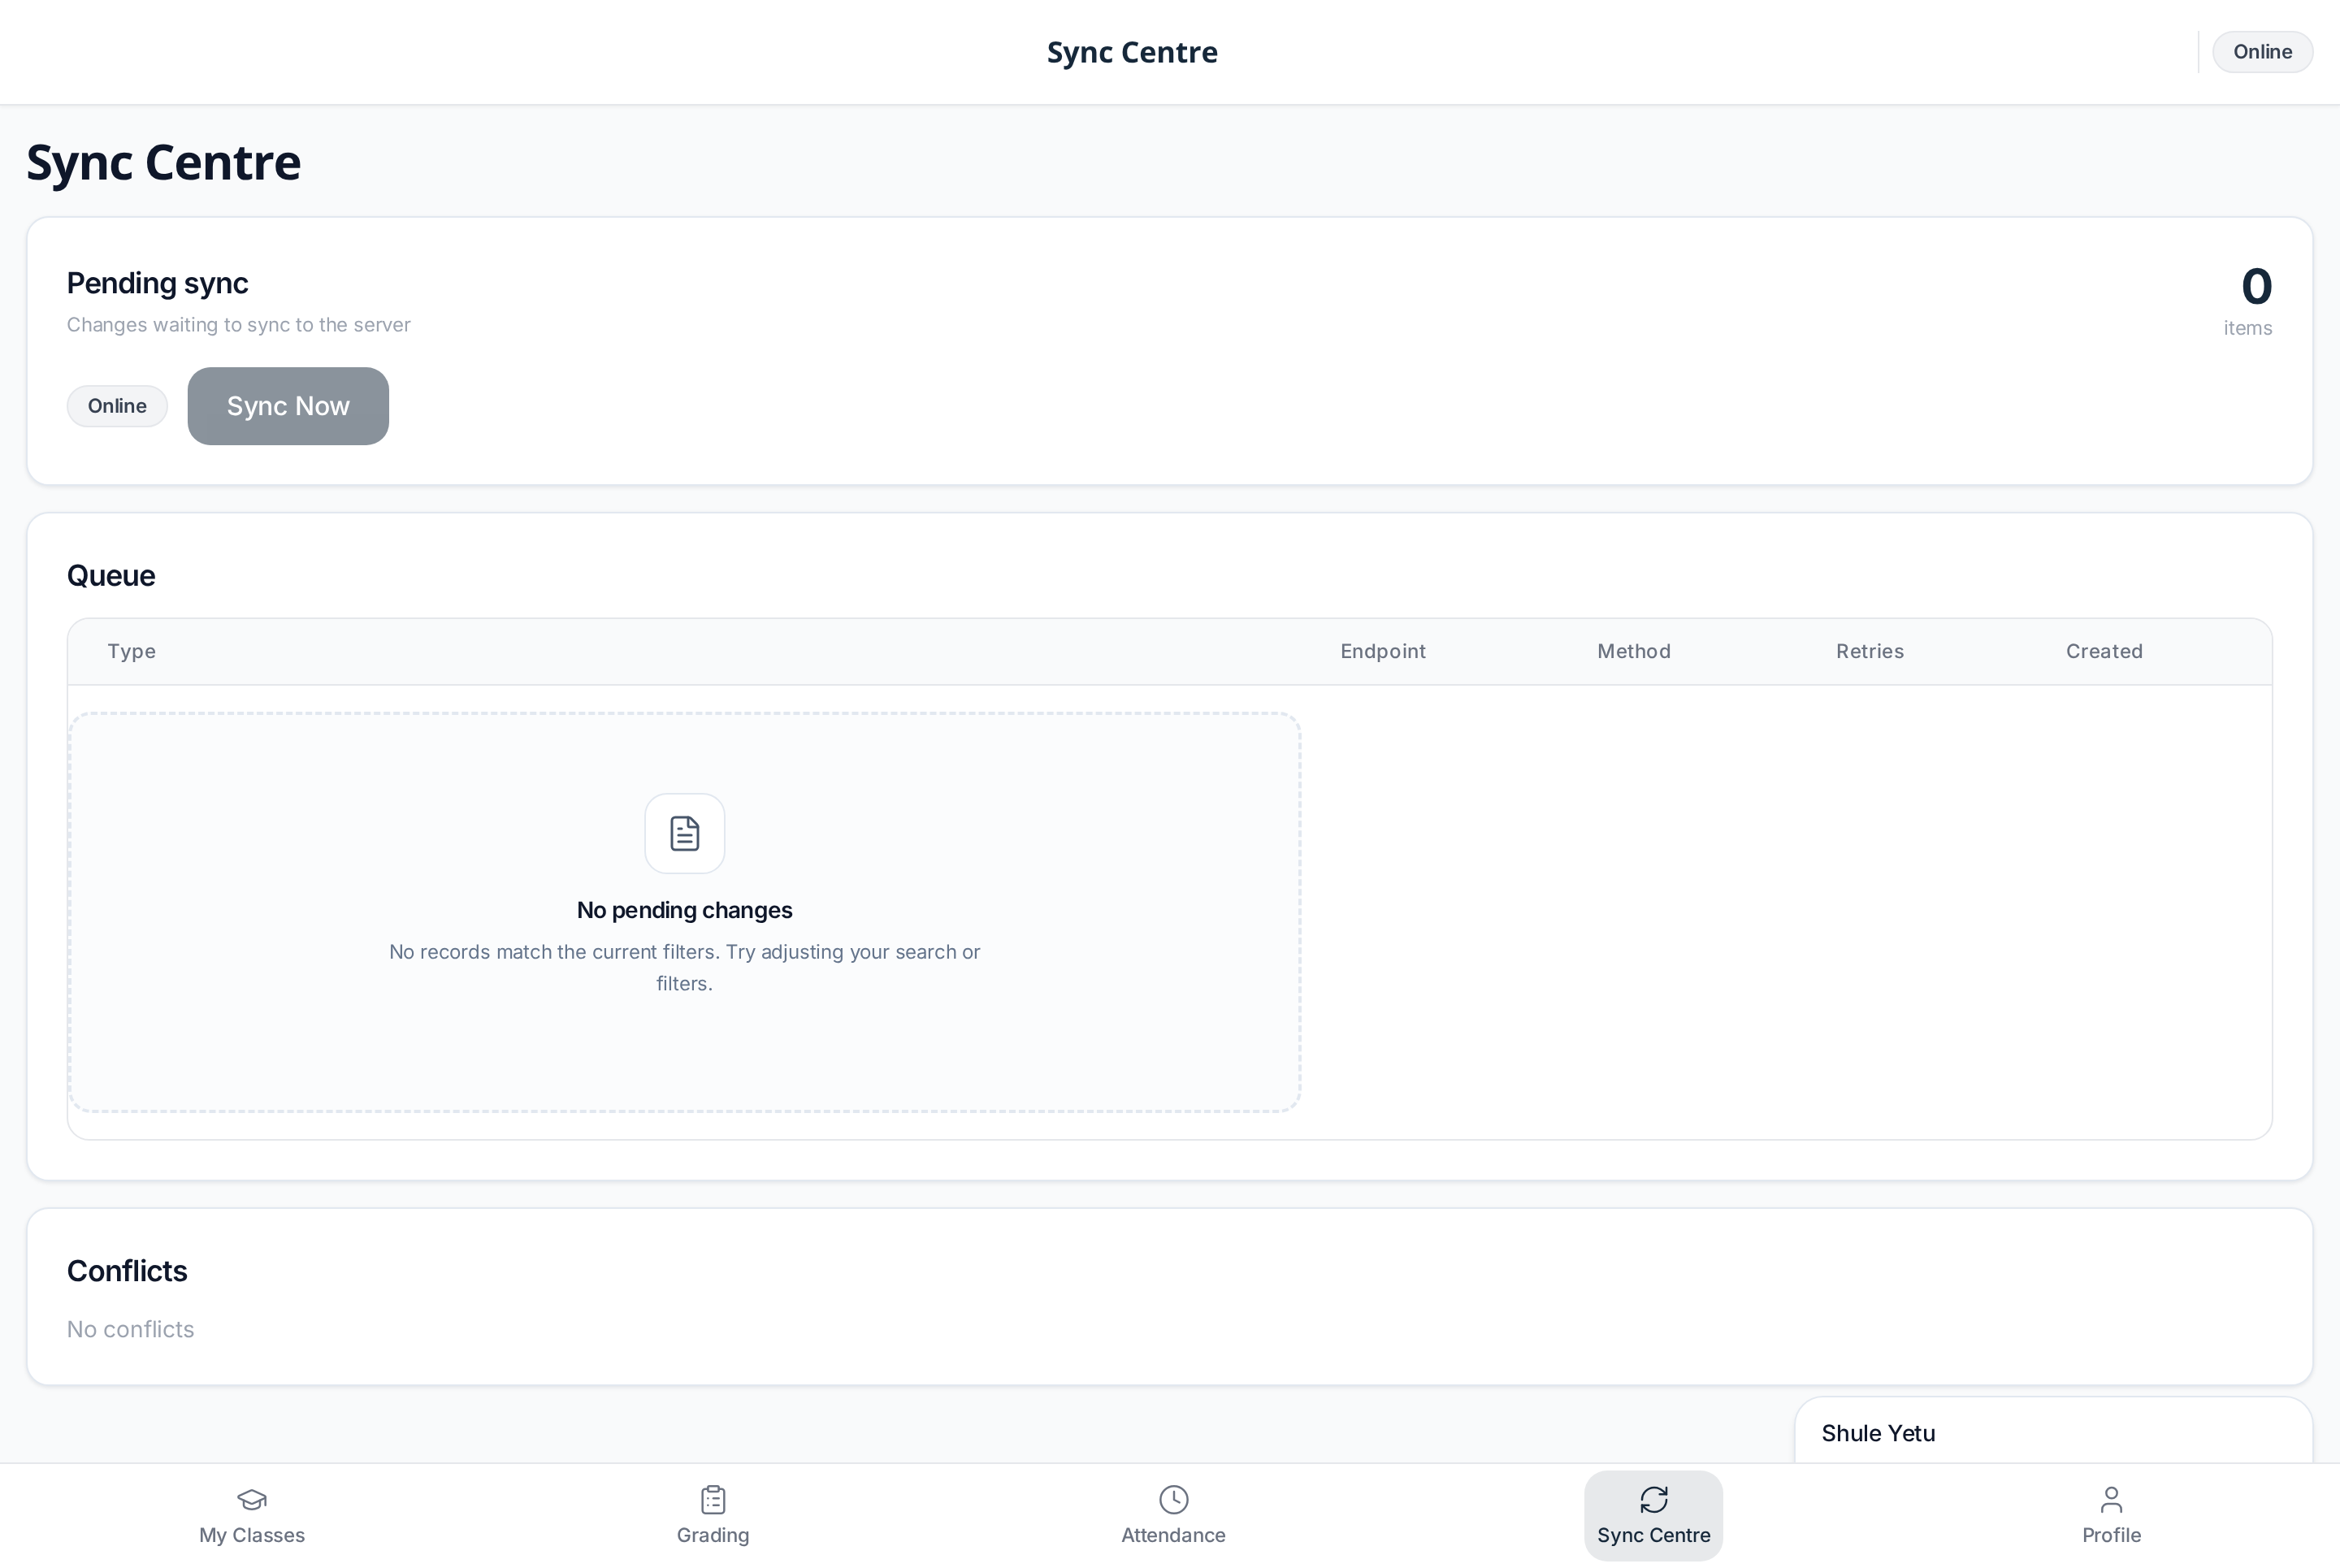 Sync Centre
Online
Sync Centre
Pending sync
Changes waiting to sync to the server
0
items
Online
Sync Now
Queue
Type Endpoint Method Retries Created
No pending changes
No records match the current filters. Try adjusting your search or
filters.
Conflicts
No conflicts
Shule Yetu
My Classes Grading Attendance Sync Centre Profile